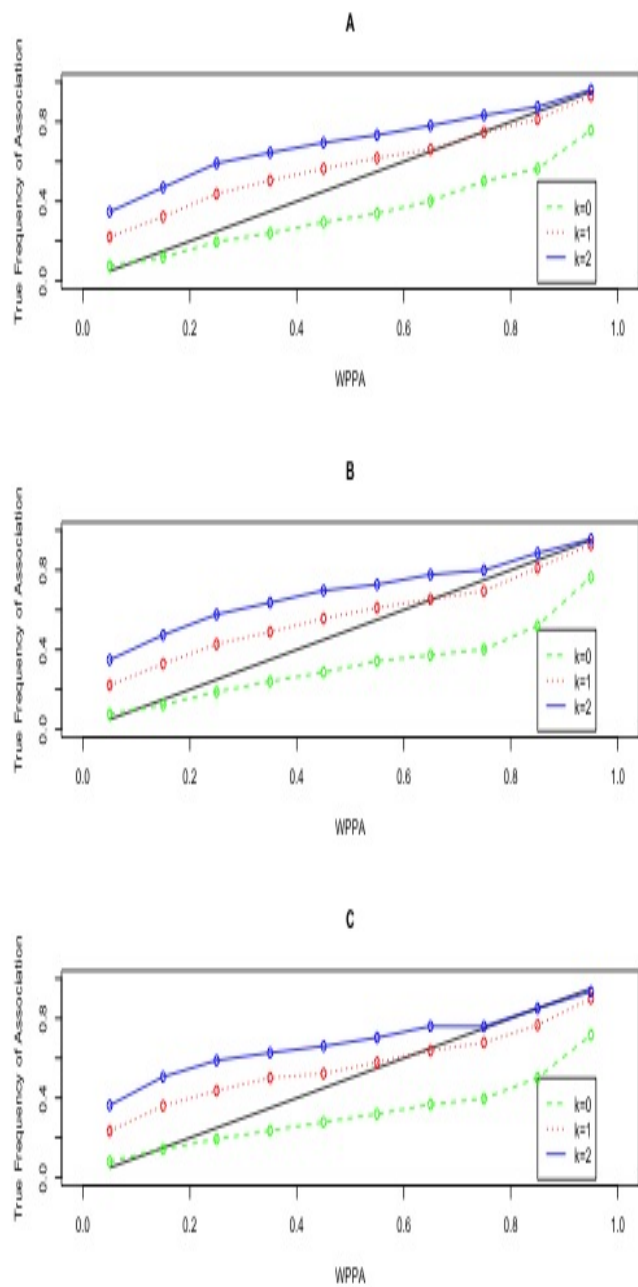 A
True Frequency of Association
0.0 0.4 0.8
k=0
k=1
k=2
0.0 0.2 0.4 0.6 0.8 1.0
WPPA
B
True Frequency of Association
0.0 0.4 0.8
k=0
k=1
k=2
0.0 0.2 0.4 0.6 0.8 1.0
WPPA
C
True Frequency of Association
0.0 0.4 0.8
k=0
k=1
k=2
0.0 0.2 0.4 0.6 0.8 1.0
WPPA